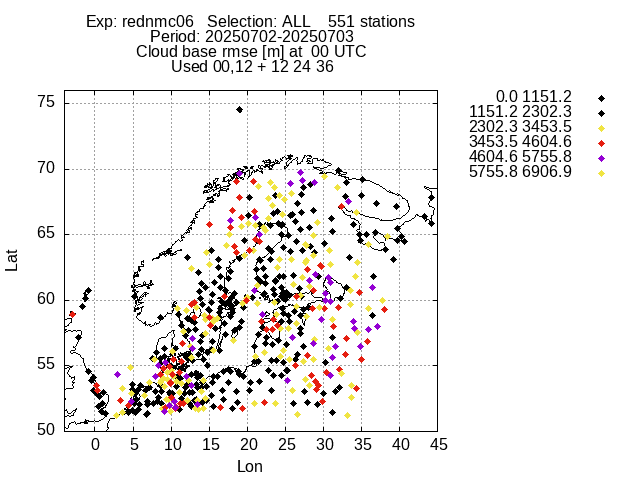 Exp: rednmc06 Selection: ALL 551 stations
Period: 20250702-20250703
Cloud base rmse [m] at 00 UTC
Used 00,12 + 12 24 36
0.0 1151.2
1151.2 2302.3
2302.3 3453.5
3453.5 4604.6
4604.6 5755.8
5755.8 6906.9
75
70
65
60
55
50
Lat
0 5 10 15 20 25 30 35 40 45
Lon